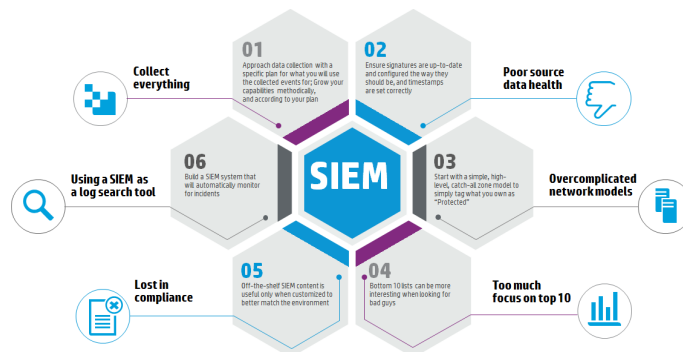 Collect
everything
01
Approach data collection with a
specific plan for what you will use
the collected events for; Grow your
capabilities methodically,
and according to your plan
02
Ensure signatures are up-to-date
and configured the way they
should be, and timestamps
are set correctly
Poor source
data health
Using a SIEM as
a log search tool
06
Build a SIEM system that
will automatically monitor
for incidents
SIEM
03
Start with a simple, high-
level, catch-all zone model to
simply tag what you own as
“Protected”
Overcomplicated
network models
Lost in
compliance
05
Off-the-shelf SIEM content is
useful only when customized to
better match the environment
04
Bottom 10 lists can be more
interesting when looking for
bad guys
Too much
focus on top 10